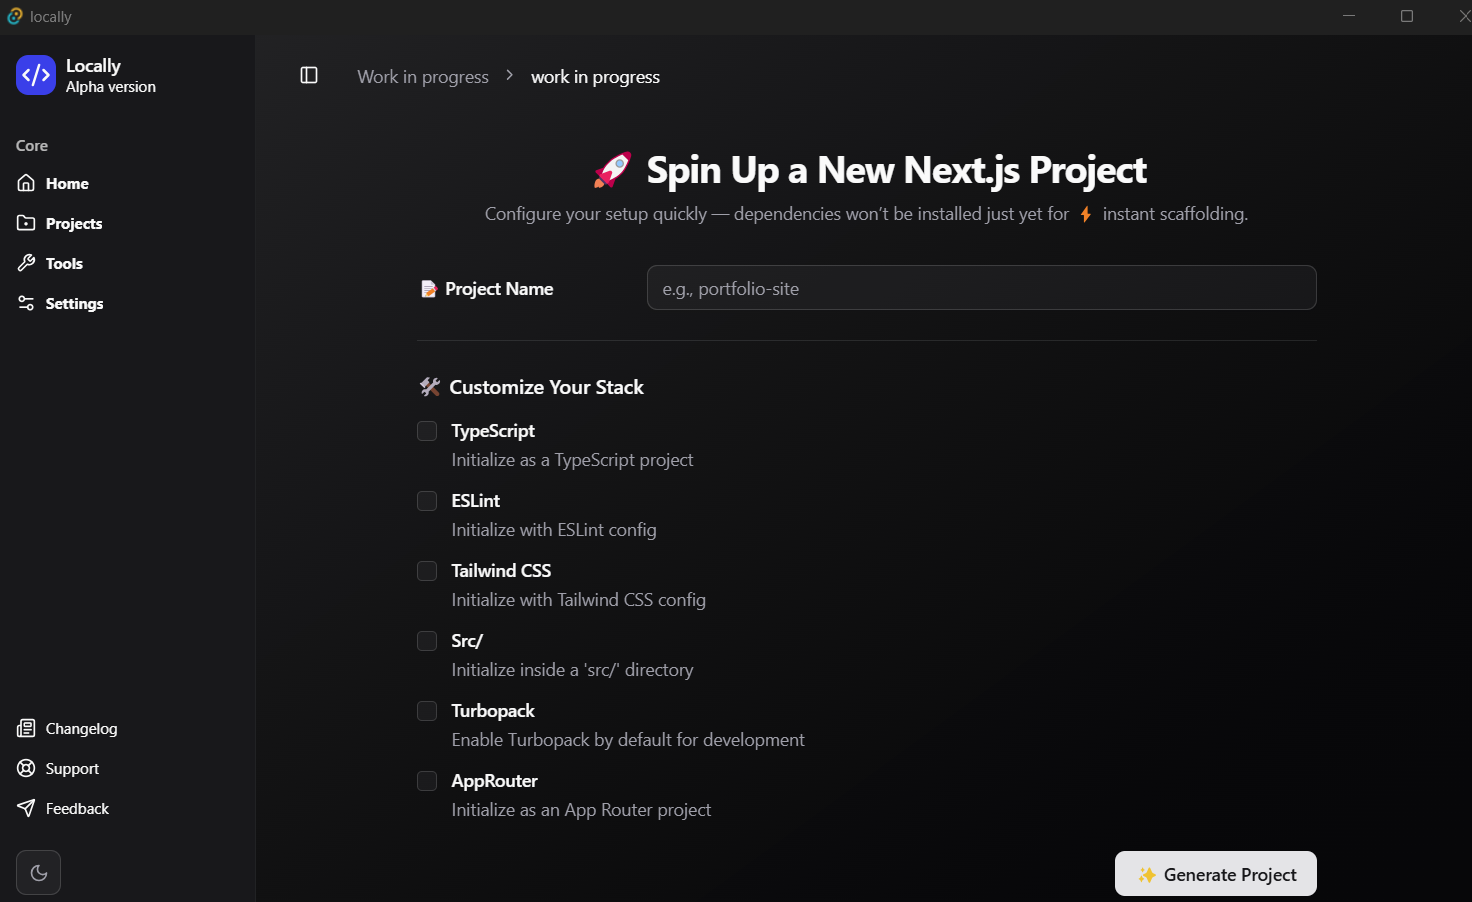 locally
Locally
Alpha version
Core
Home
Projects
Tools
Settings
Changelog
Support
Feedback
Work in progress > work in progress
🚀 Spin Up a New Next.js Project
Configure your setup quickly — dependencies won't be installed just yet for ⚡ instant scaffolding.
📝 Project Name
e.g., portfolio-site
🛠️ Customize Your Stack
TypeScript
Initialize as a TypeScript project
ESLint
Initialize with ESLint config
Tailwind CSS
Initialize with Tailwind CSS config
Src/
Initialize inside a 'src/' directory
Turbopack
Enable Turbopack by default for development
AppRouter
Initialize as an App Router project
✨ Generate Project